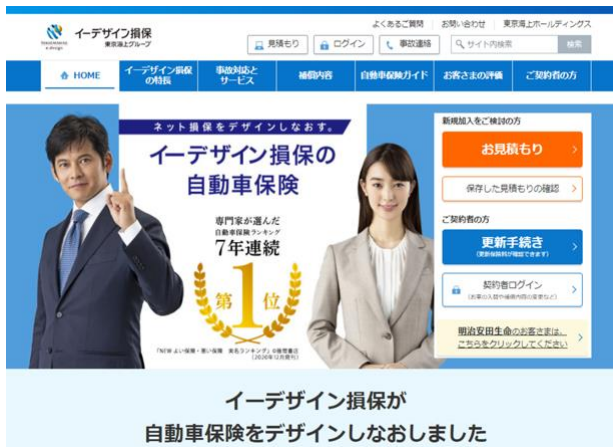 よくあるご質問 お問い合わせ 東京海上ホールディングス
イーデザイン損保
東京海上グループ
見積もり ログイン 事故連絡 サイト内検索 検索
HOME イーデザイン損保の特長 事故対応とサービス 補償内容 自動車保険ガイド お客さまの評価 ご契約者の方
ネット損保をデザインしなおす。
イーデザイン損保の
自動車保険
専門家が選んだ
自動車保険ランキング
7年連続
第1位
新規加入をご検討の方
お見積もり
保存した見積もりの確認
ご契約者の方
更新手続き
(更新保険料が確認できます)
契約者ログイン
明治安田生命のお客さまは、
こちらをクリックしてください
イーデザイン損保が
自動車保険をデザインしなおしました